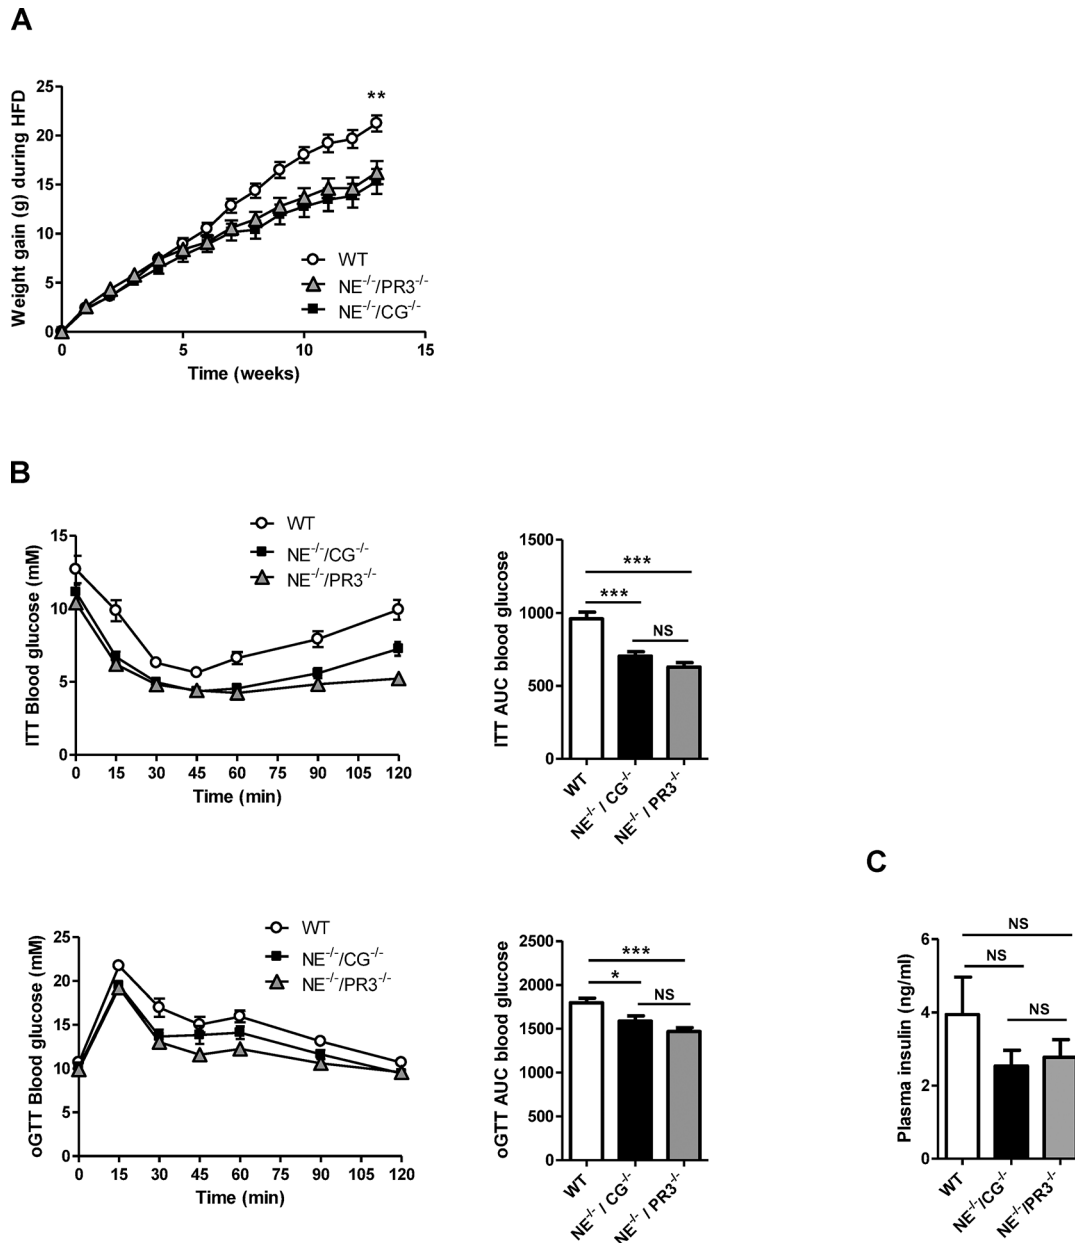 A
Weight gain (g) during HFD
25
20
15
10
5
0
**
WT
NE-/-/PR3-/-
NE-/-/CG-/-
0 5 10 15
Time (weeks)
B
ITT Blood glucose (mM)
15
10
5
0
WT
NE-/-/CG-/-
NE-/-/PR3-/-
0 15 30 45 60 75 90 105 120
Time (min)
ITT AUC blood glucose
1500
1000
500
0
***
***
NS
WT
NE-/- / CG-/-
NE-/- / PR3-/-
oGTT Blood glucose (mM)
25
20
15
10
5
0
WT
NE-/-/CG-/-
NE-/-/PR3-/-
0 15 30 45 60 75 90 105 120
Time (min)
oGTT AUC blood glucose
2500
2000
1500
1000
500
0
***
*
NS
WT
NE-/- / CG-/-
NE-/- / PR3-/-
C
Plasma insulin (ng/ml)
6
4
2
0
NS
NS
NS
WT
NE-/-/CG-/-
NE-/-/PR3-/-